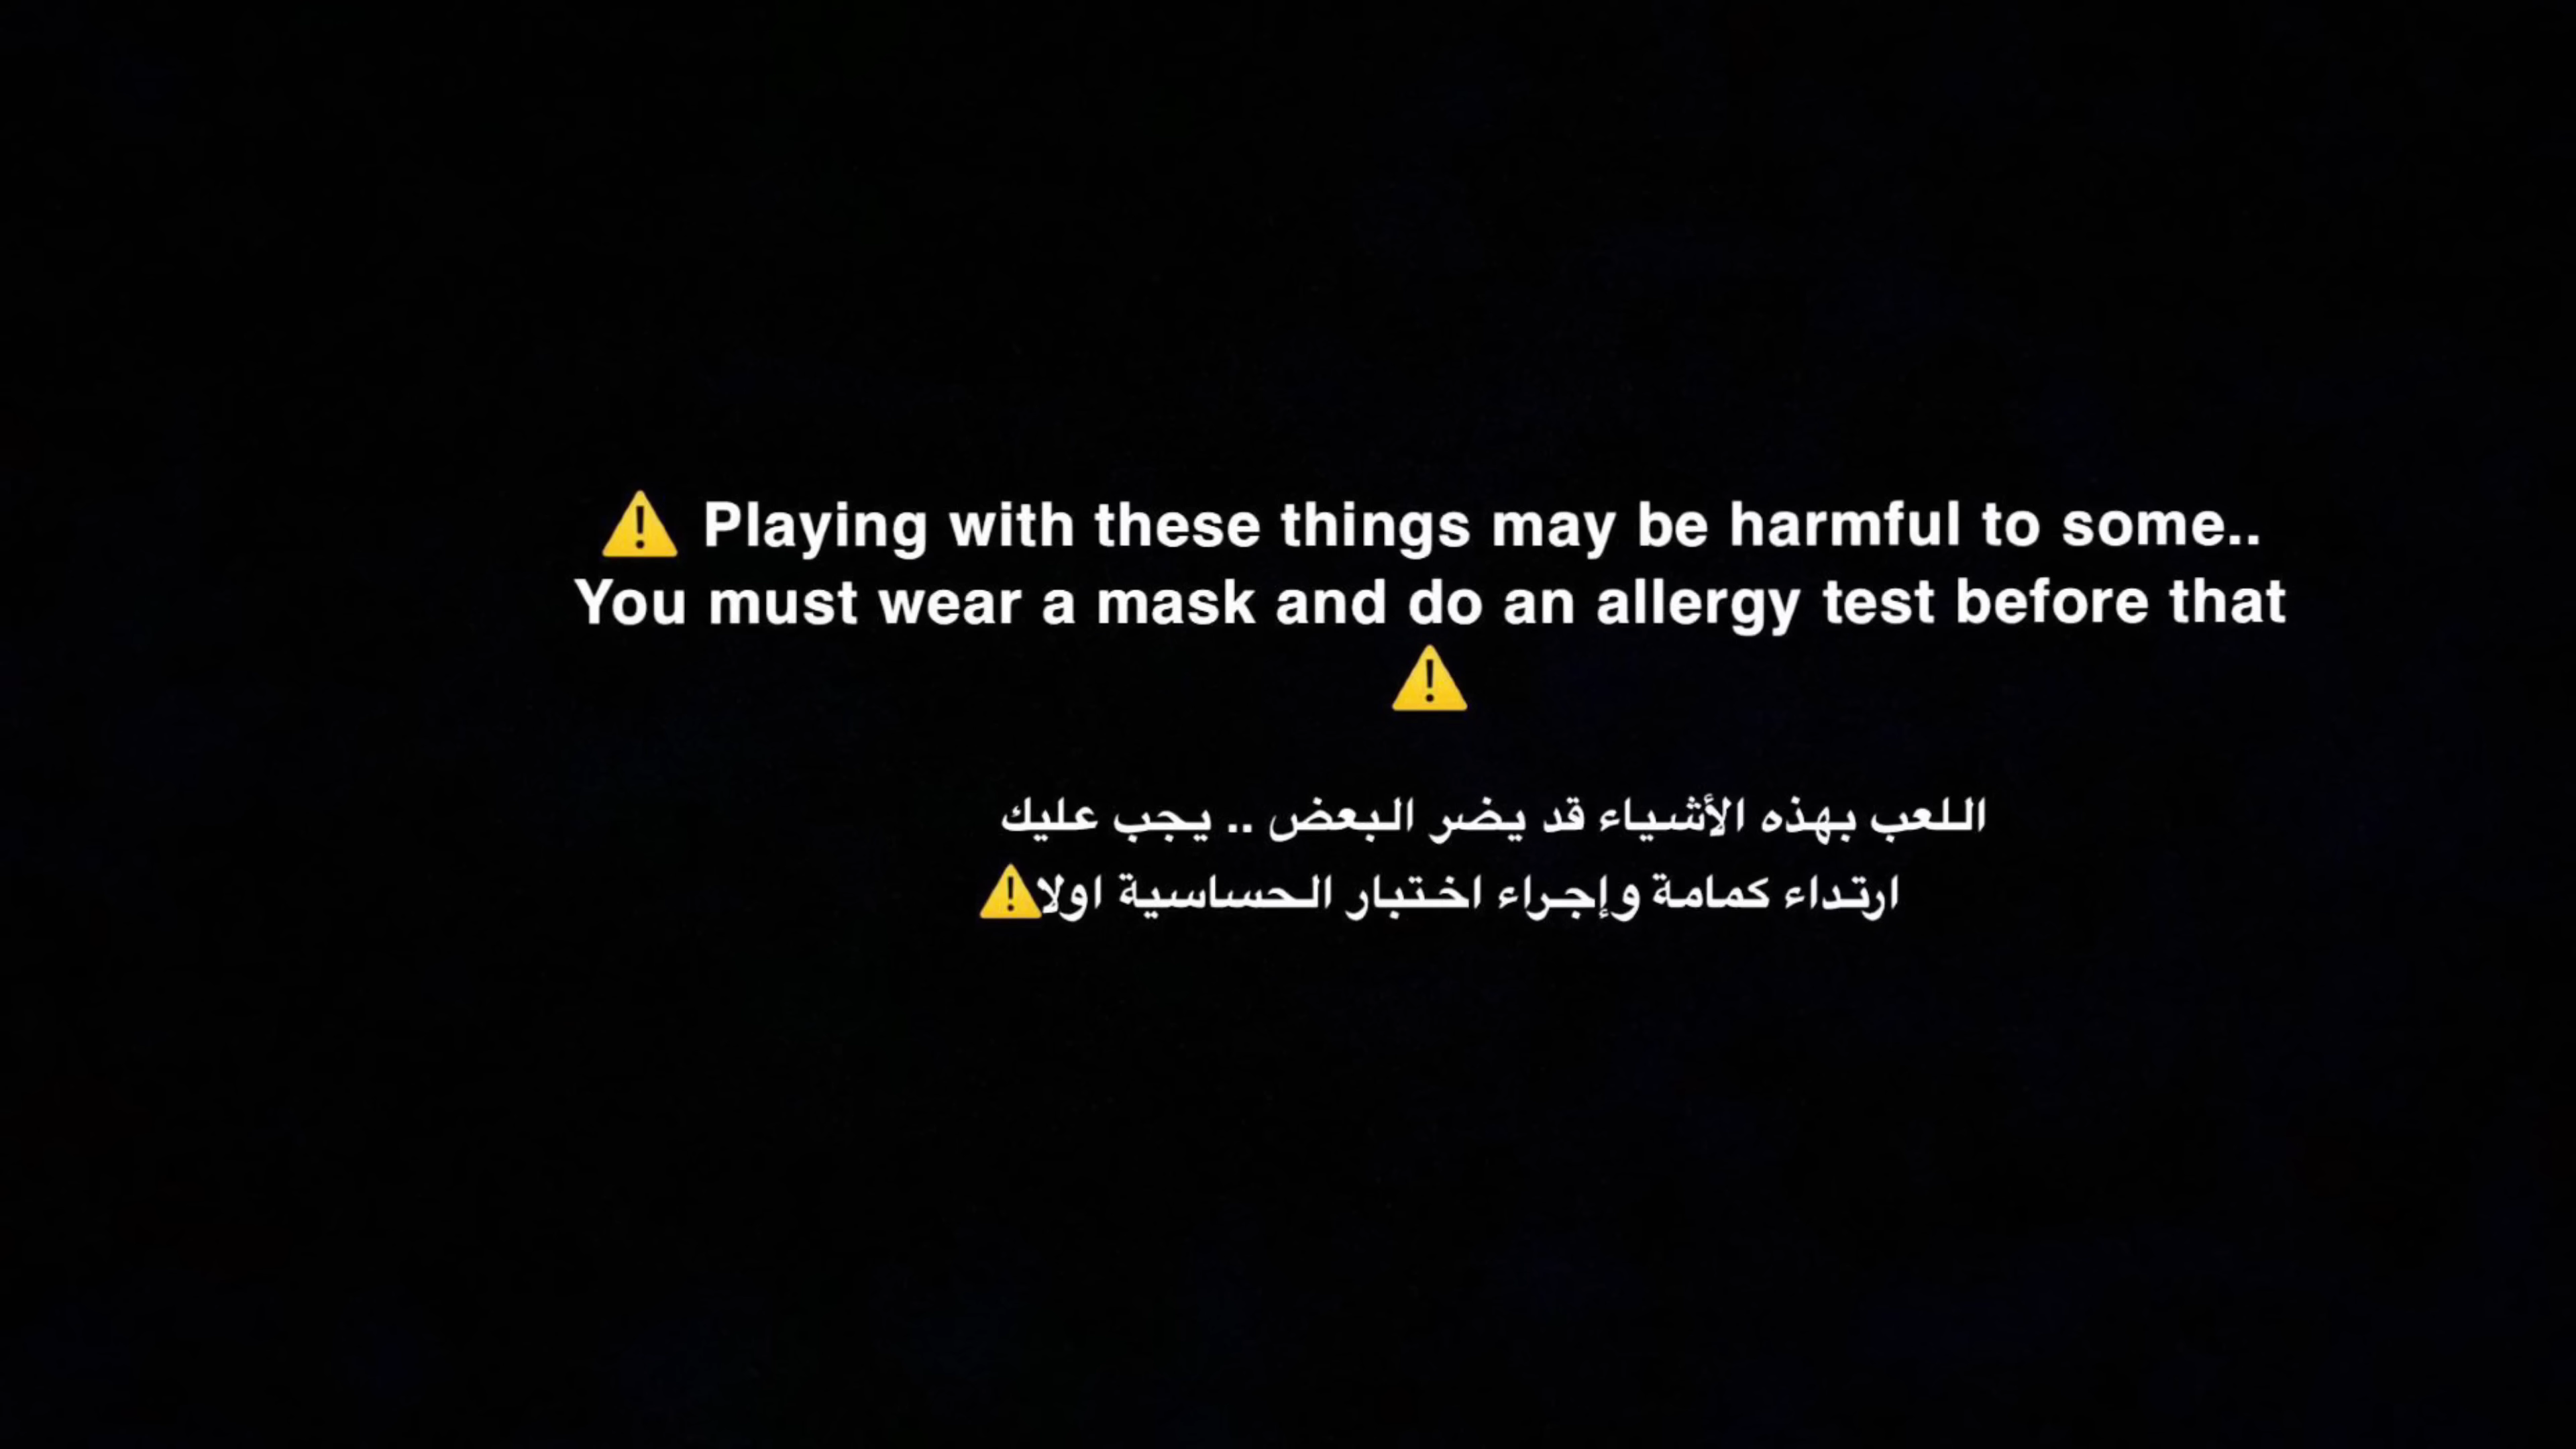 ⚠️ Playing with these things may be harmful to some..
You must wear a mask and do an allergy test before that
⚠️
اللعب بهذه الأشياء قد يضر البعض .. يجب عليك
ارتداء كمامة وإجراء اختبار الحساسية اولا⚠️